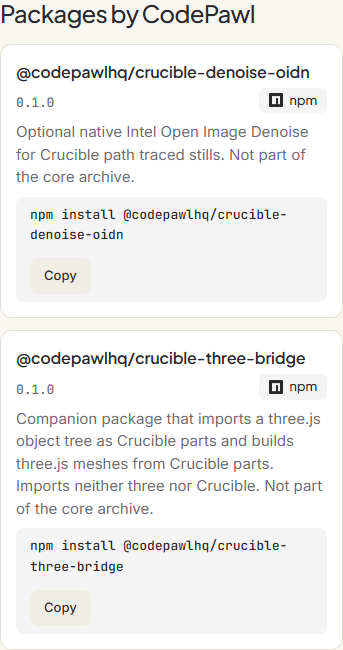 Packages by CodePawl
@codepawlhq/crucible-denoise-oidn
0.1.0
npm
Optional native Intel Open Image Denoise
for Crucible path traced stills. Not part of
the core archive.
npm install @codepawlhq/crucible-
denoise-oidn
Copy
@codepawlhq/crucible-three-bridge
0.1.0
npm
Companion package that imports a three.js
object tree as Crucible parts and builds
three.js meshes from Crucible parts.
Imports neither three nor Crucible. Not part
of the core archive.
npm install @codepawlhq/crucible-
three-bridge
Copy